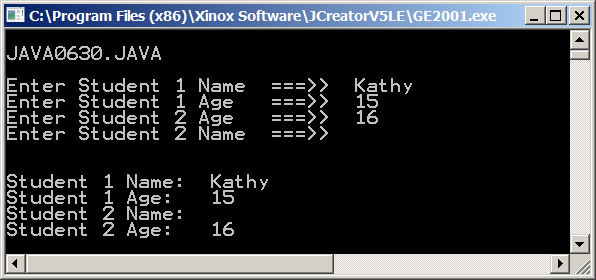 C:\Program Files (x86)\Xinox Software\JCreatorV5LE\GE2001.exe
JAVA0630.JAVA
Enter Student 1 Name ===>> Kathy
Enter Student 1 Age ===>> 15
Enter Student 2 Age ===>> 16
Enter Student 2 Name ===>>
Student 1 Name: Kathy
Student 1 Age: 15
Student 2 Name:
Student 2 Age: 16